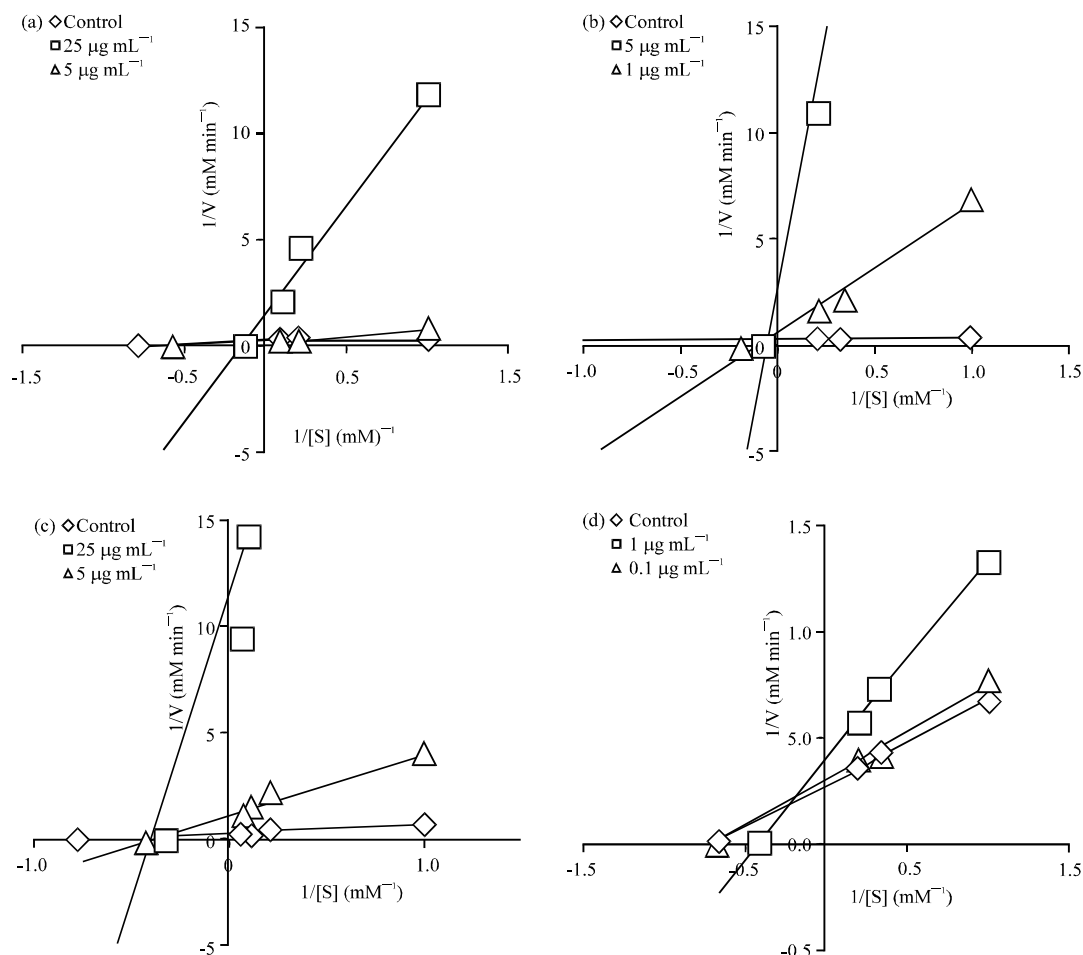 (a) ◇Control
□25 µg mL⁻¹
△5 µg mL⁻¹
15
10
5
0
-5
-1.5
-0.5
0.5
1.5
1/V (mM min⁻¹)
1/[S] (mM)⁻¹
(b) ◇Control
□5 µg mL⁻¹
△1 µg mL⁻¹
15
10
5
0
-5
-1.0
-0.5
0
0.5
1.0
1.5
1/V (mM min⁻¹)
1/[S] (mM⁻¹)
(c) ◇Control
□25 µg mL⁻¹
△5 µg mL⁻¹
15
10
5
0
-5
-1.0
0
1.0
1/V (mM min⁻¹)
1/[S] (mM⁻¹)
(d) ◇ Control
□ 1 µg mL⁻¹
△ 0.1 µg mL⁻¹
1.5
1.0
5.0
0.0
-0.5
-1.5
-0.5
0.5
1.5
1/V (mM min⁻¹)
1/[S] (mM⁻¹)